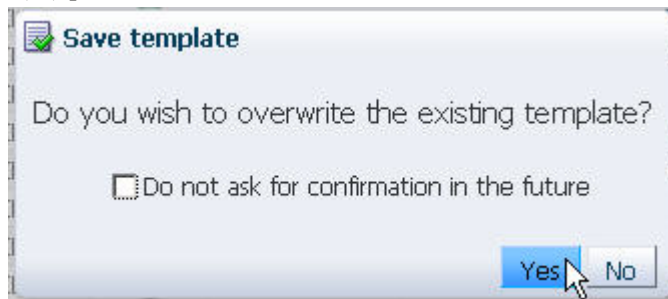 Save template
Do you wish to overwrite the existing template?
Do not ask for confirmation in the future
Yes No